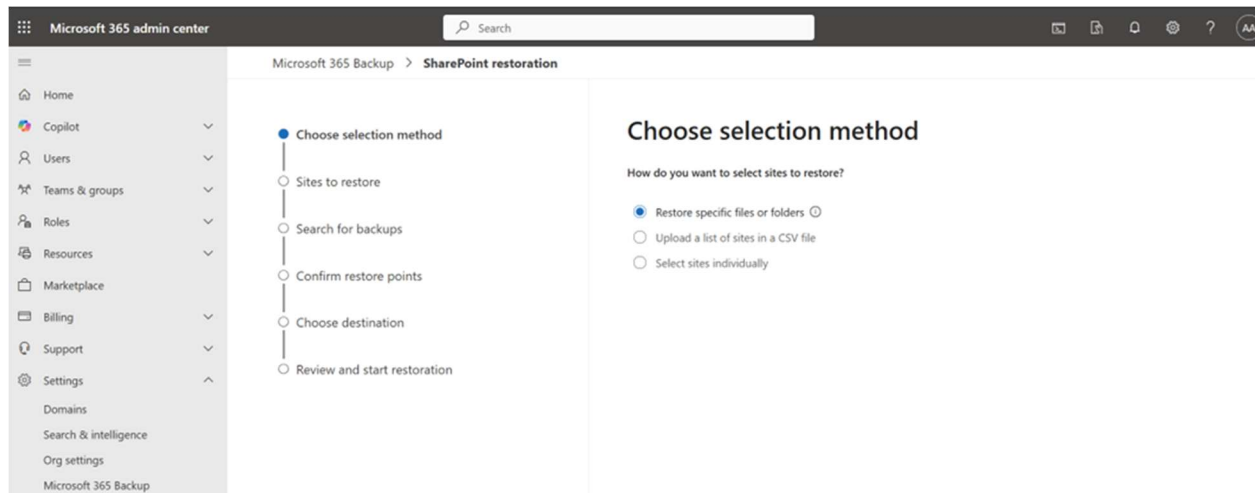 Microsoft 365 admin center
Search
?
AA
Microsoft 365 Backup > SharePoint restoration
Home
Copilot
Users
Teams & groups
Roles
Resources
Marketplace
Billing
Support
Settings
Domains
Search & intelligence
Org settings
Microsoft 365 Backup
Choose selection method
Sites to restore
Search for backups
Confirm restore points
Choose destination
Review and start restoration
Choose selection method
How do you want to select sites to restore?
Restore specific files or folders
Upload a list of sites in a CSV file
Select sites individually